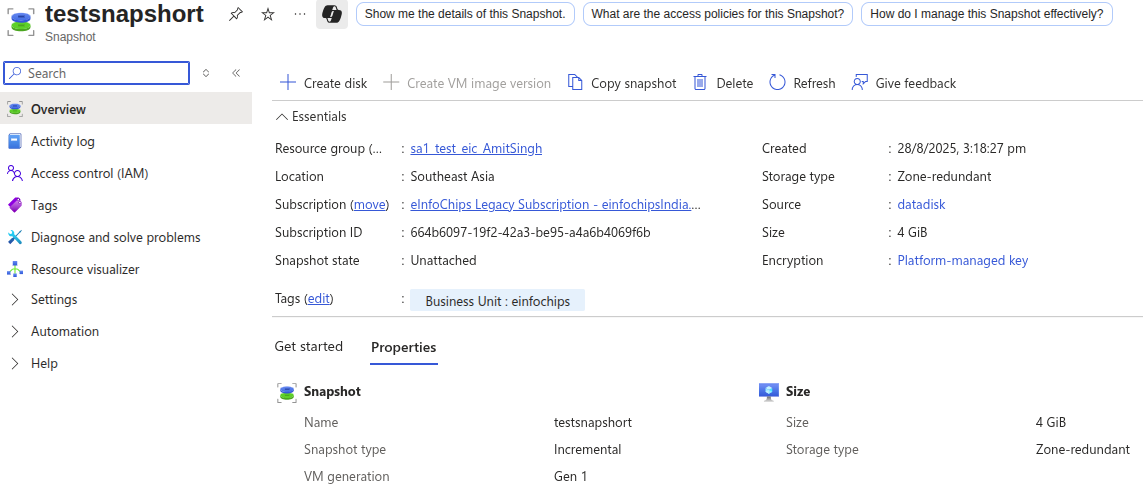 testsnapshort
Snapshot
Show me the details of this Snapshot.
What are the access policies for this Snapshot?
How do I manage this Snapshot effectively?
Search
Overview
Activity log
Access control (IAM)
Tags
Diagnose and solve problems
Resource visualizer
Settings
Automation
Help
Create disk
Create VM image version
Copy snapshot
Delete
Refresh
Give feedback
Essentials
Resource group (... : sa1_test_eic_AmitSingh
Location : Southeast Asia
Subscription (move) : eInfoChips Legacy Subscription - einfochipsIndia....
Subscription ID : 664b6097-19f2-42a3-be95-a4a6b4069f6b
Snapshot state : Unattached
Created : 28/8/2025, 3:18:27 pm
Storage type : Zone-redundant
Source : datadisk
Size : 4 GiB
Encryption : Platform-managed key
Tags (edit) : Business Unit : einfochips
Get started
Properties
Snapshot
Name testsnapshort
Snapshot type Incremental
VM generation Gen 1
Size
Size 4 GiB
Storage type Zone-redundant